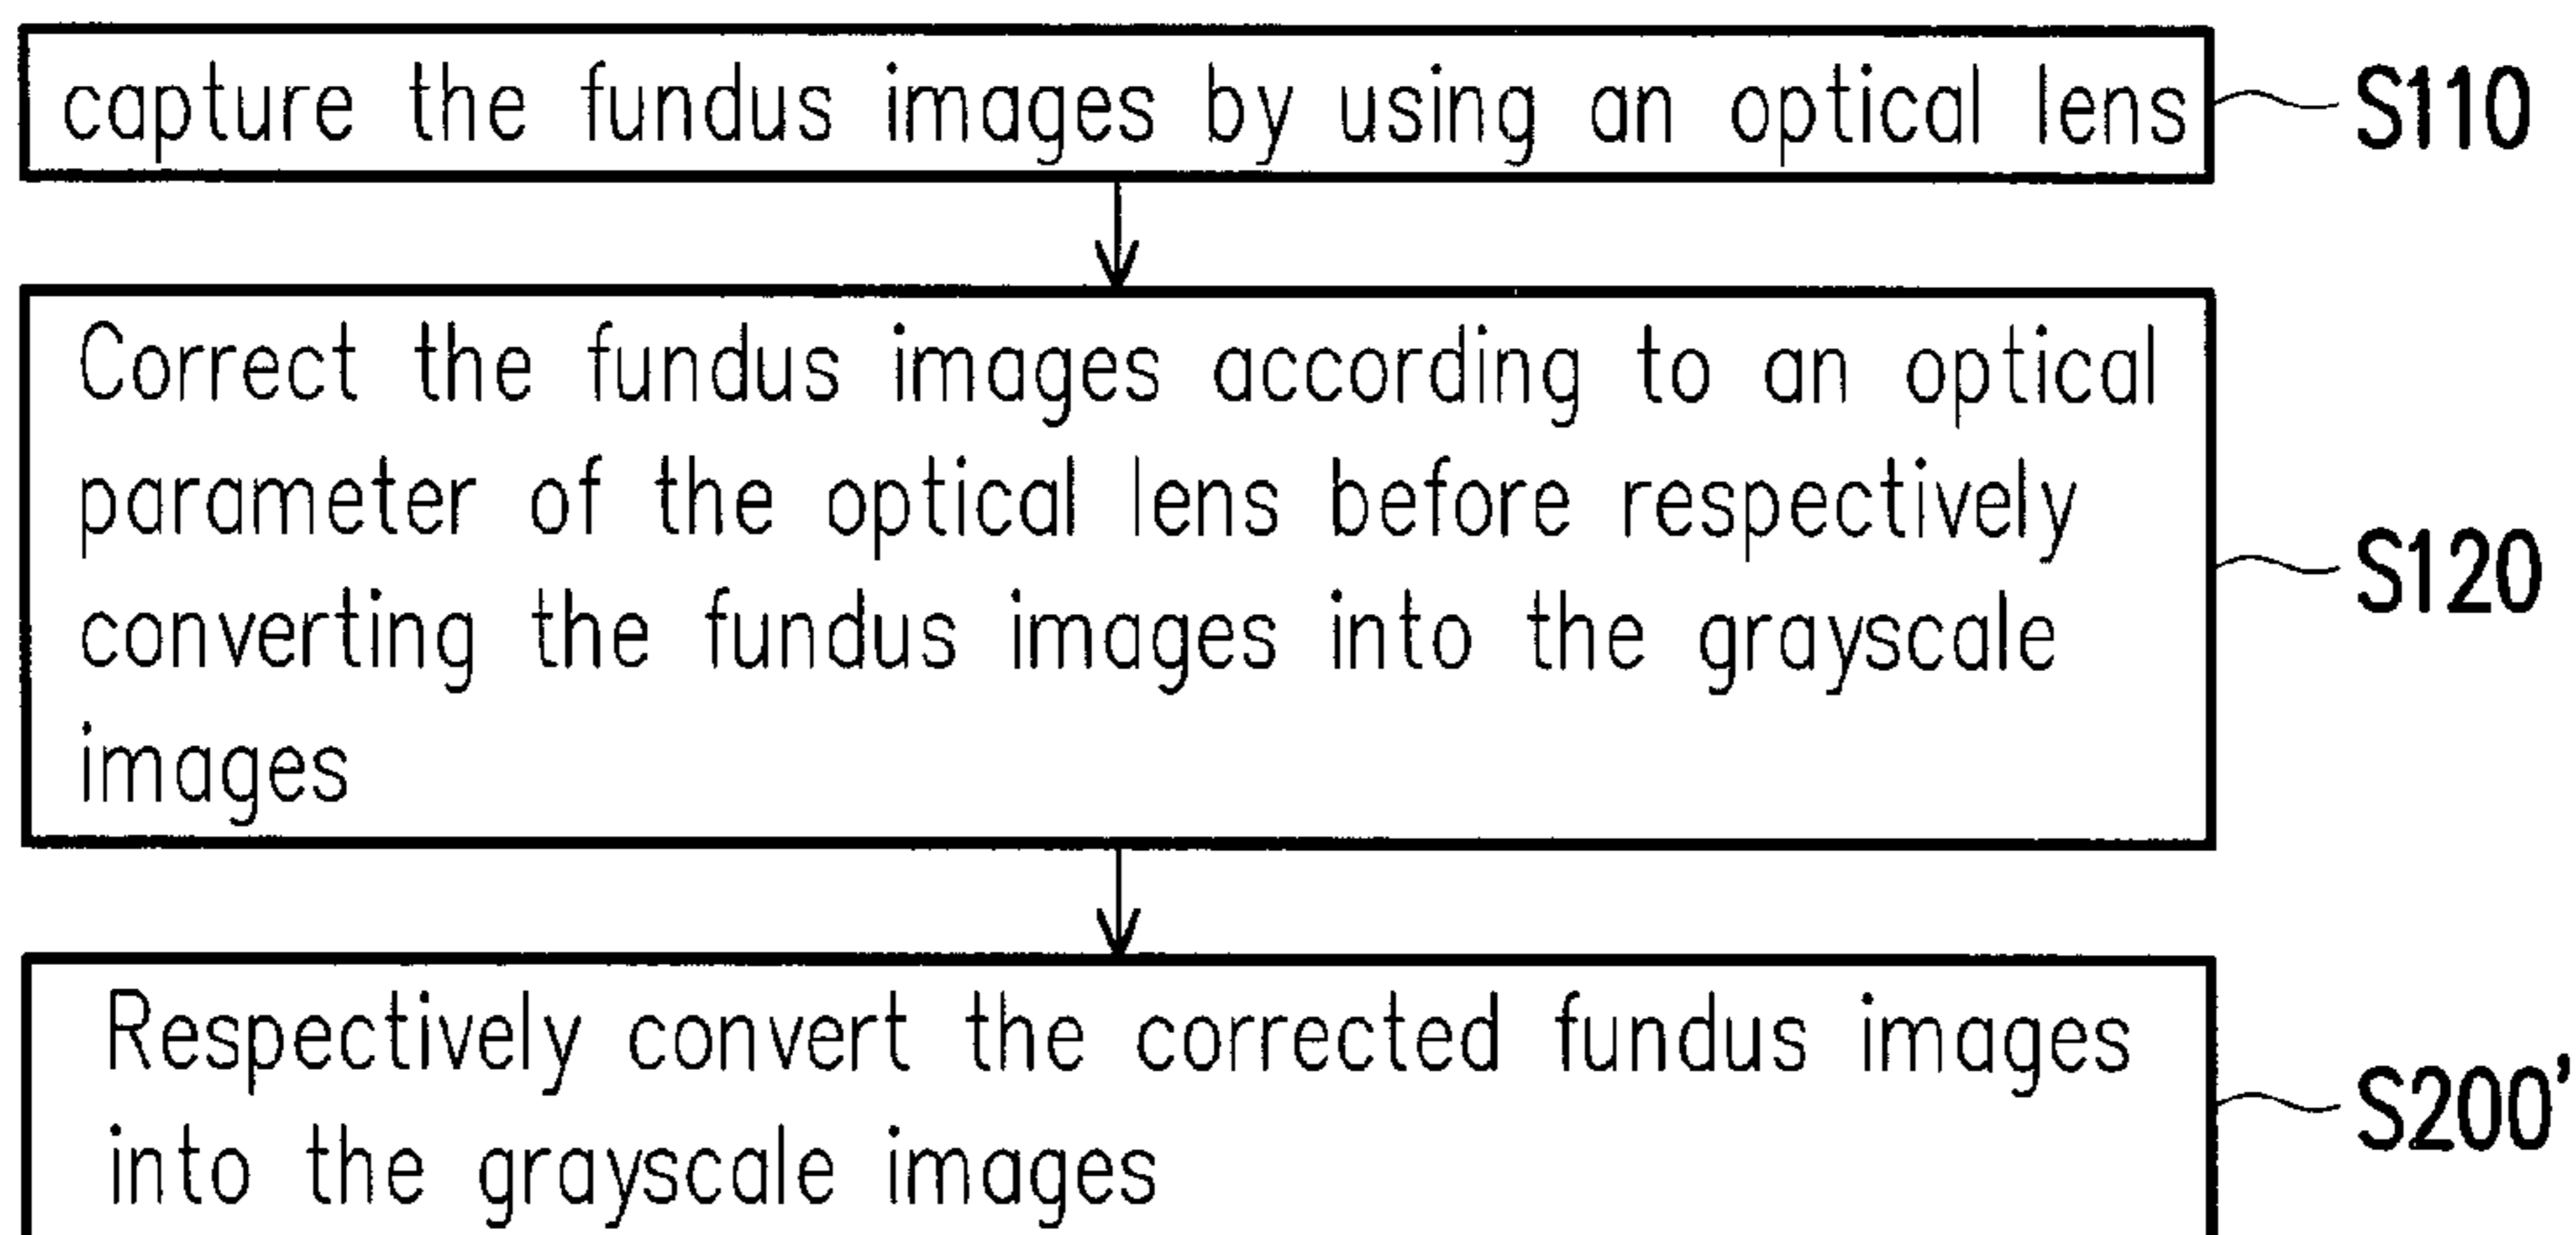 capture the fundus images by using an optical lens
S110
Correct the fundus images according to an optical
parameter of the optical lens before respectively
converting the fundus images into the grayscale
images
S120
Respectively convert the corrected fundus images
into the grayscale images
S200'